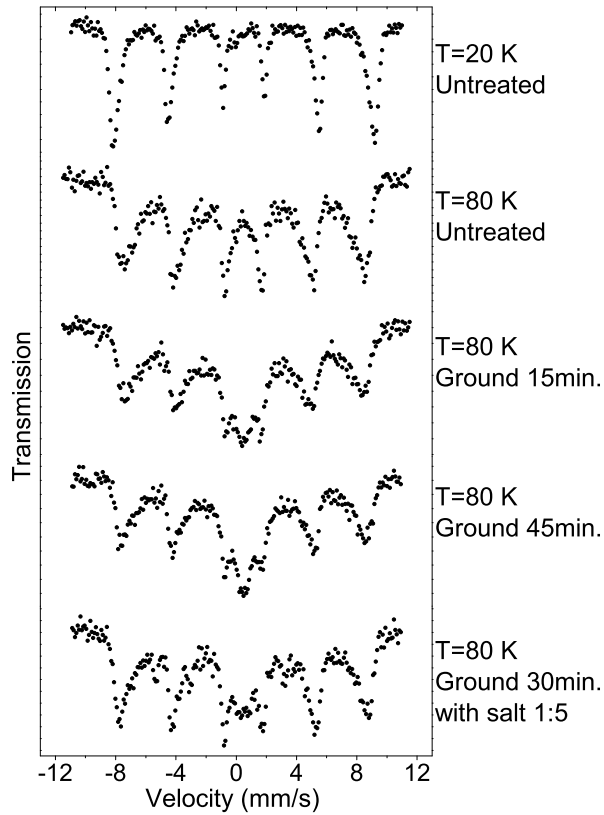 T=20 K
Untreated
T=80 K
Untreated
T=80 K
Ground 15min.
T=80 K
Ground 45min.
T=80 K
Ground 30min.
with salt 1:5
Transmission
-12 -8 -4 0 4 8 12
Velocity (mm/s)